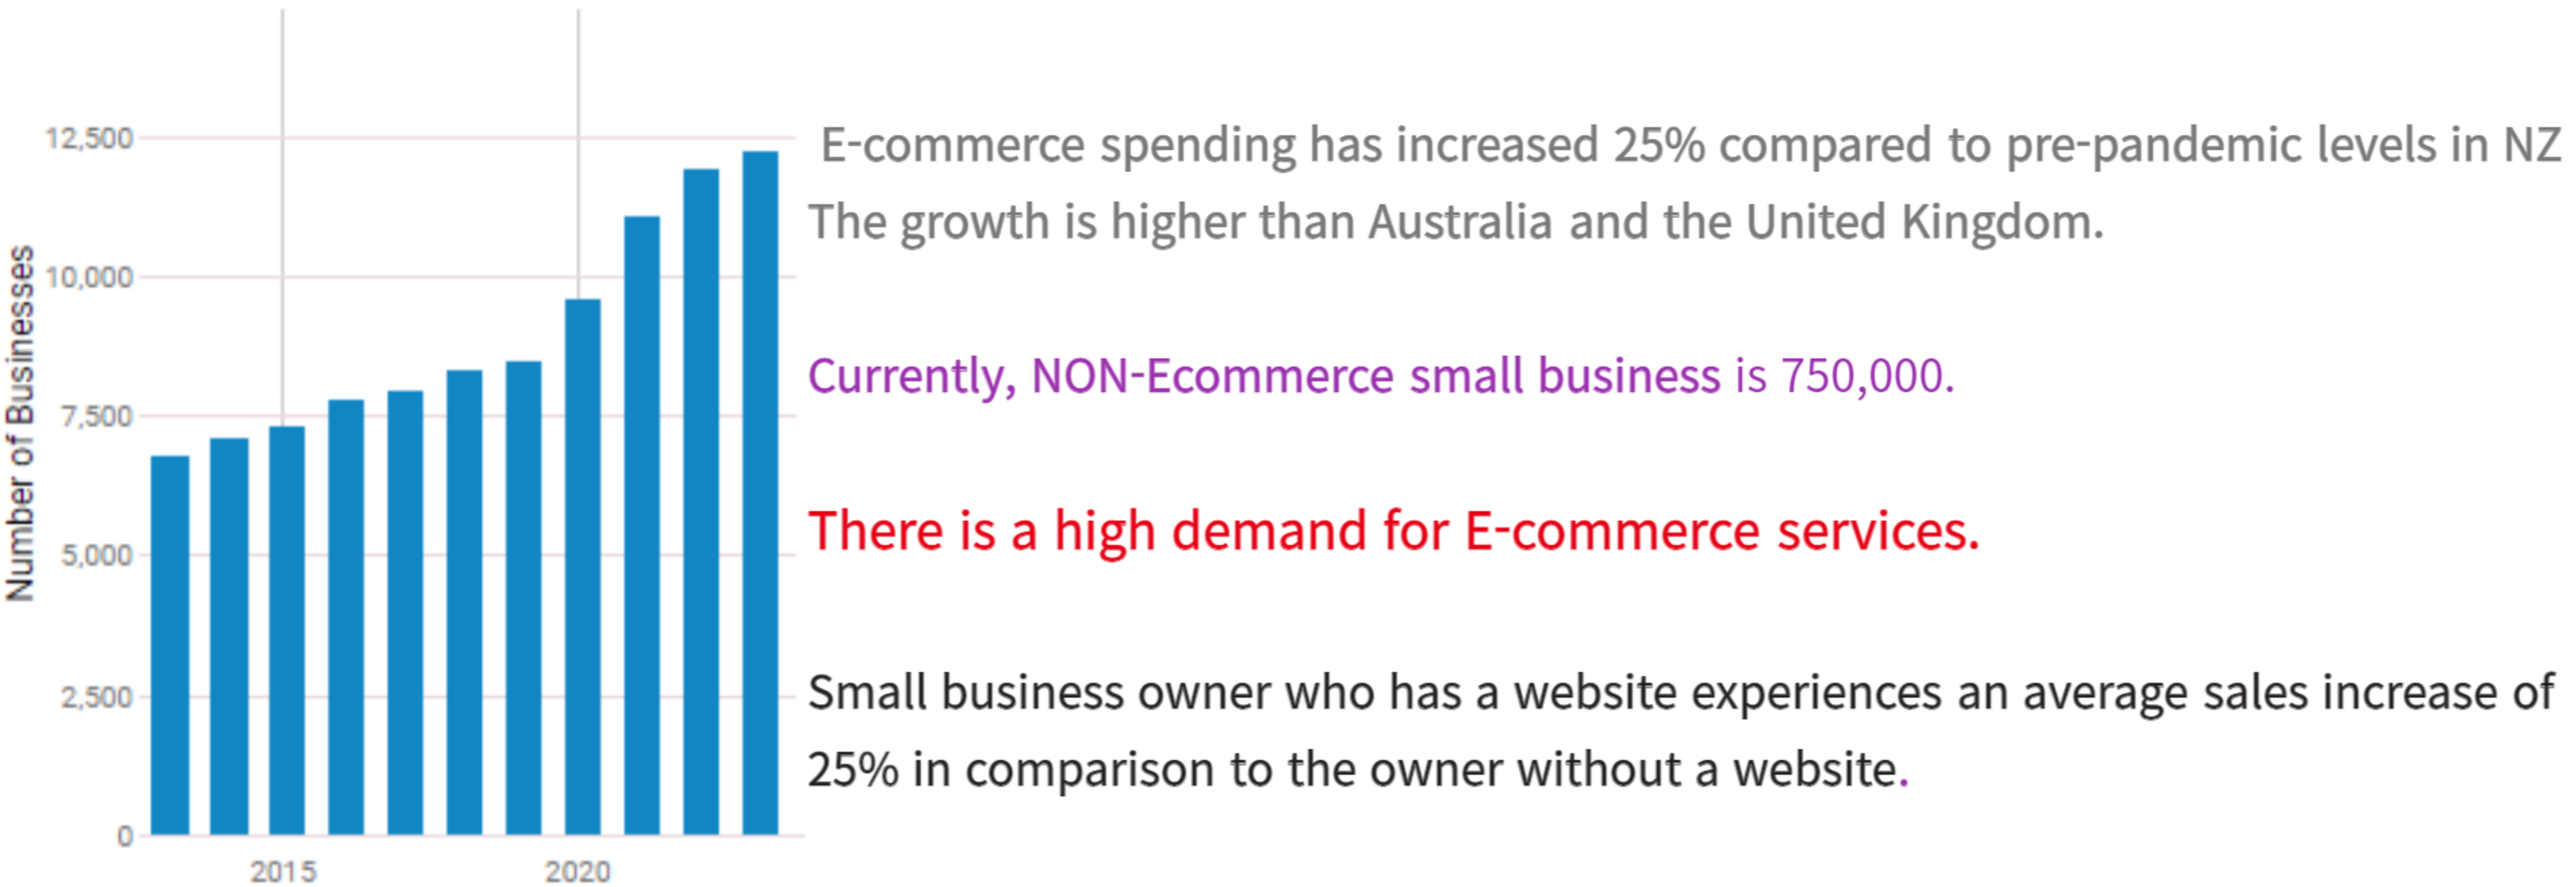 12,500
10,000
7,500
5,000
2,500
0
Number of Businesses
2015
2020
E-commerce spending has increased 25% compared to pre-pandemic levels in NZ
The growth is higher than Australia and the United Kingdom.
Currently, NON-Ecommerce small business is 750,000.
There is a high demand for E-commerce services.
Small business owner who has a website experiences an average sales increase of
25% in comparison to the owner without a website.